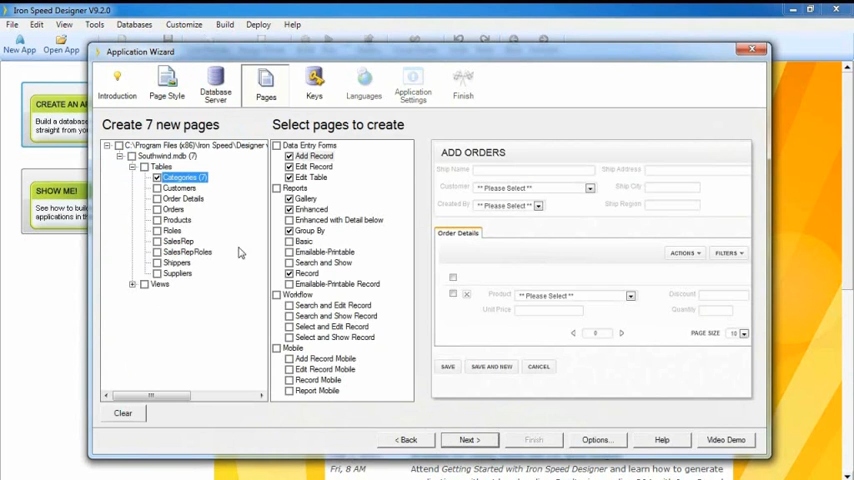 Iron Speed Designer V9.2.0
File Edit View Tools Databases Customize Build Deploy Help
New App Open App
Application Wizard
Introduction Page Style Database Server Pages Keys Languages Application Settings Finish
CREATE AN AP
Build a databas
straight from you
SHOW ME!
See how to build
applications in th
Create 7 new pages
C:\Program Files (x86)\Iron Speed\Designer v
Southwind.mdb (7)
Tables
Categories (7)
Customers
Order Details
Orders
Products
Roles
SalesRep
SalesRepRoles
Shippers
Suppliers
Views
Clear
Select pages to create
Data Entry Forms
Add Record
Edit Record
Edit Table
Reports
Gallery
Enhanced
Enhanced with Detail below
Group By
Basic
Emailable-Printable
Search and Show
Record
Emailable-Printable Record
Workflow
Search and Edit Record
Search and Show Record
Select and Edit Record
Select and Show Record
Mobile
Add Record Mobile
Edit Record Mobile
Record Mobile
Report Mobile
ADD ORDERS
Ship Name Ship Address
Customer ** Please Select ** Ship City
Created By ** Please Select ** Ship Region
Order Details
ACTIONS FILTERS
Product ** Please Select ** Discount
Unit Price Quantity
0 PAGE SIZE 10
SAVE SAVE AND NEW CANCEL
< Back Next > Finish Options... Help Video Demo
Fri, 8 AM Attend Getting Started with Iron Speed Designer and learn how to generate